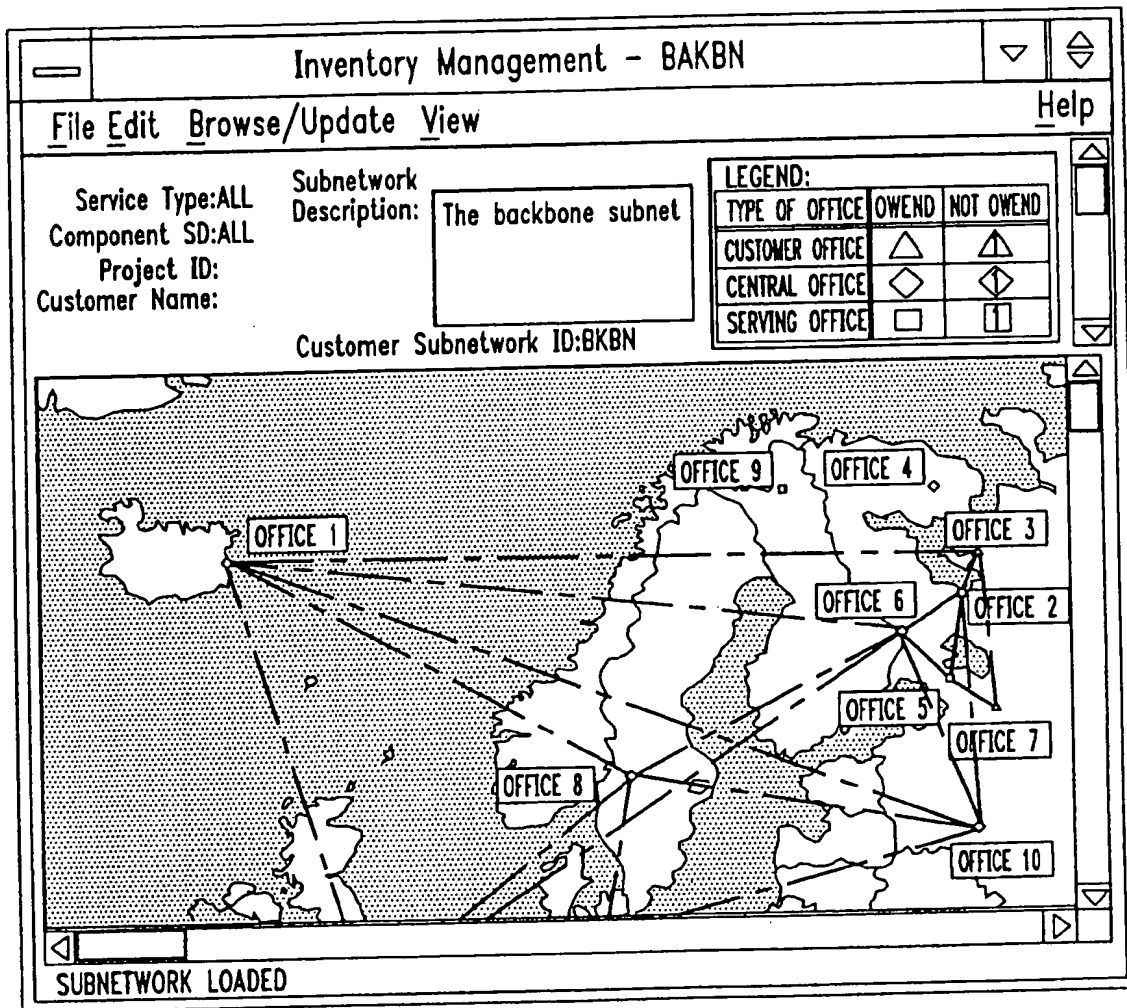 Inventory Management - BAKBN
File Edit Browse/Update View Help
Service Type:ALL
Component SD:ALL
Project ID:
Customer Name:
Subnetwork
Description:
The backbone subnet
Customer Subnetwork ID:BKBN
LEGEND:
TYPE OF OFFICE OWEND NOT OWEND
CUSTOMER OFFICE 1
CENTRAL OFFICE 1
SERVING OFFICE 1
OFFICE 9
OFFICE 4
OFFICE 1
OFFICE 3
OFFICE 6
OFFICE 2
OFFICE 5
OFFICE 7
OFFICE 8
OFFICE 10
SUBNETWORK LOADED